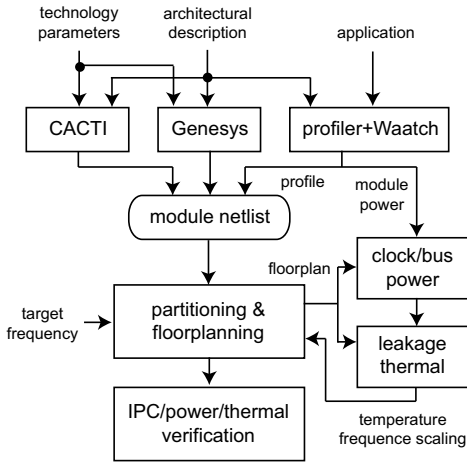 technology
parameters
architectural
description
application
CACTI
Genesys
profiler+Waatch
profile
module
power
module netlist
floorplan
clock/bus
power
target
frequency
partitioning &
floorplanning
leakage
thermal
IPC/power/thermal
verification
temperature
frequence scaling